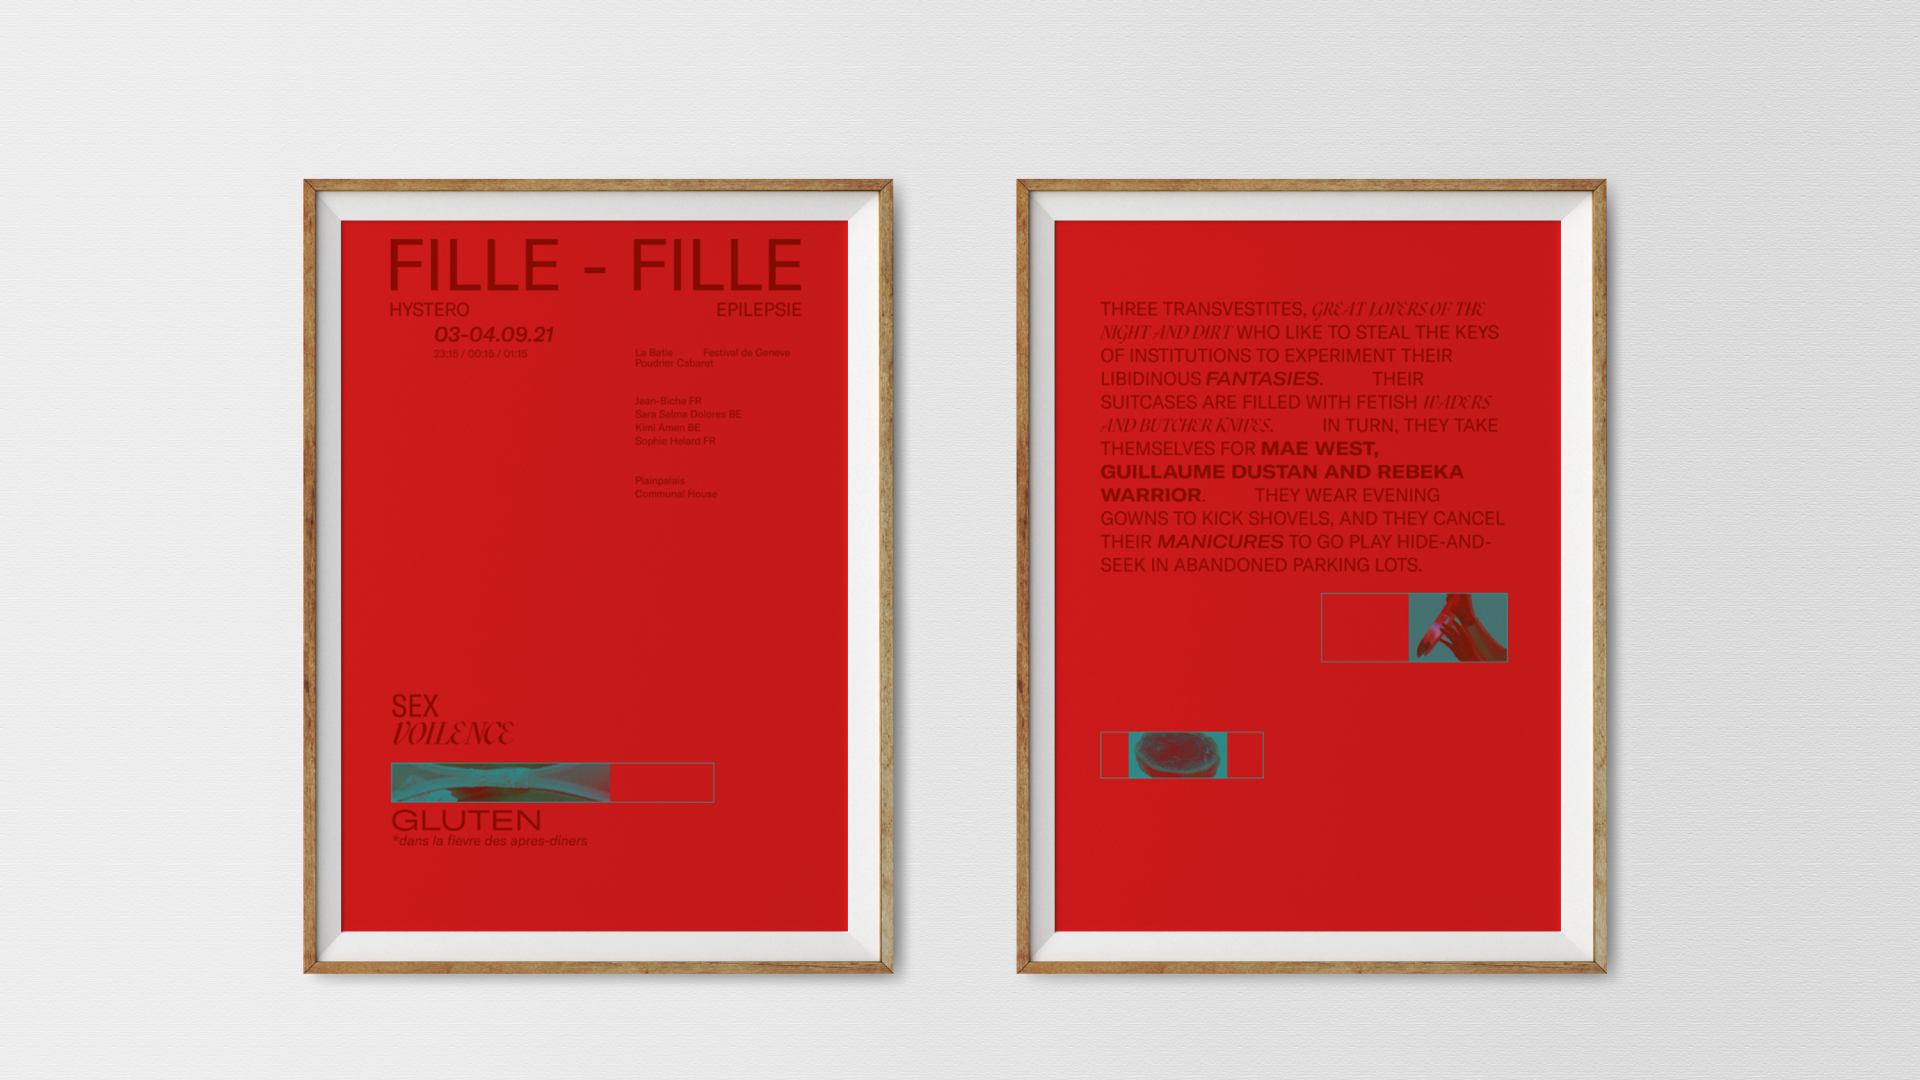 FILLE - FILLE
HYSTERO EPILEPSIE
03-04.09.21
23:15 / 00:15 / 01:15
La Batie Festival de Geneve
Poudrier Cabaret
Jean-Biche FR
Sara Selma Dolores BE
Kimi Amen BE
Sophie Helard FR
Plainpalais
Communal House
SEX
VOILENCE
GLUTEN
*dans la fievre des apres-diners
THREE TRANSVESTITES, GREAT LOVERS OF THE
NIGHT AND DIRT WHO LIKE TO STEAL THE KEYS
OF INSTITUTIONS TO EXPERIMENT THEIR
LIBIDINOUS FANTASIES. THEIR
SUITCASES ARE FILLED WITH FETISH WADERS
AND BUTCHER KNIVES. IN TURN, THEY TAKE
THEMSELVES FOR MAE WEST,
GUILLAUME DUSTAN AND REBEKA
WARRIOR. THEY WEAR EVENING
GOWNS TO KICK SHOVELS, AND THEY CANCEL
THEIR MANICURES TO GO PLAY HIDE-AND-
SEEK IN ABANDONED PARKING LOTS.